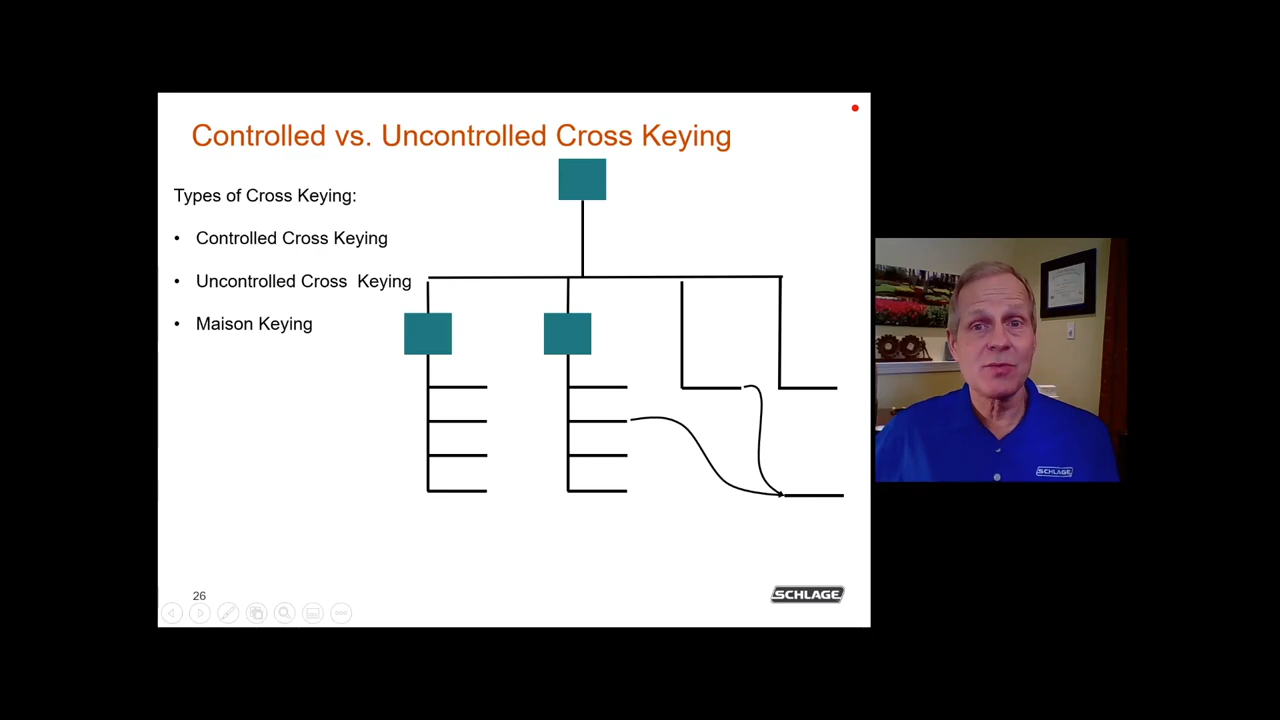 Controlled vs. Uncontrolled Cross Keying
Types of Cross Keying:
• Controlled Cross Keying
• Uncontrolled Cross Keying
• Maison Keying
26
SCHLAGE
SCHLAGE